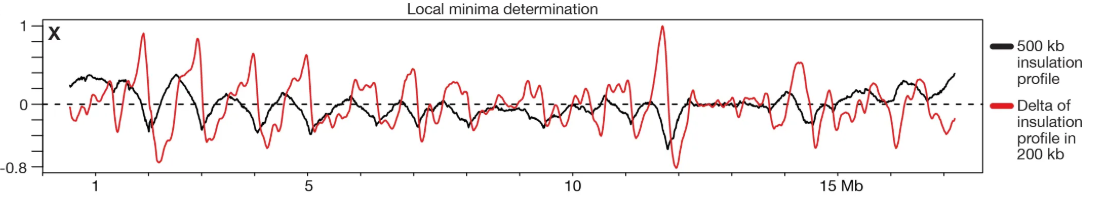 Local minima determination
1
X
0
-0.8
1
5
10
15 Mb
500 kb
insulation
profile
Delta of
insulation
profile in
200 kb